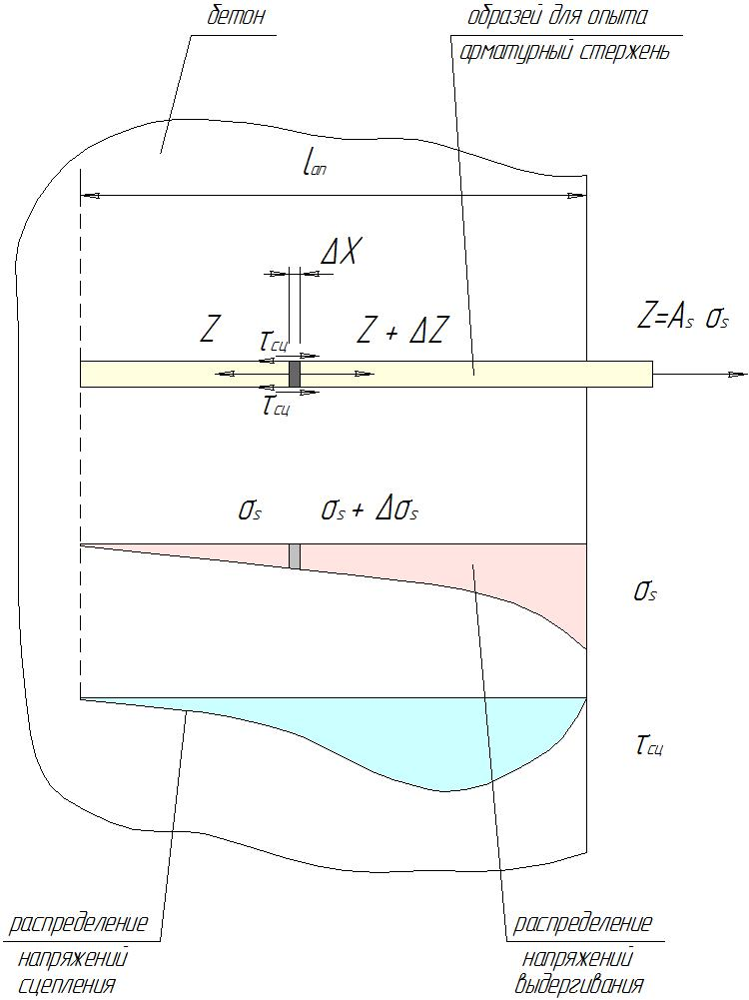 бетон
образей для опыта
арматурный стержень
lап
ΔX
Z
τсц
Z + ΔZ
Z=As σs
τсц
σs
σs + Δσs
σs
τсц
распределение
напряжений
сцепления
распределение
напряжений
выдергивания